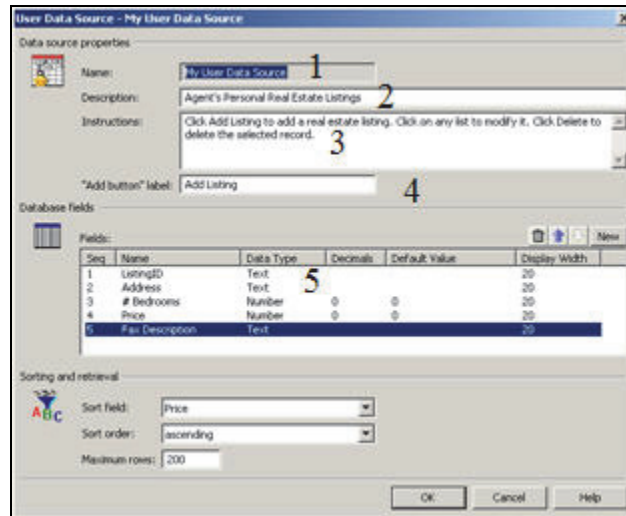 User Data Source - My User Data Source
Data source properties
Name: My User Data Source 1
Description: Agent's Personal Real Estate Listings 2
Instructions: Click Add Listing to add a real estate listing. Click on any list to modify it. Click Delete to
delete the selected record. 3
"Add button" label: Add Listing 4
Database fields
Fields: New
Seq Name Data Type Decimals Default Value Display Width
1 ListingID Text 20
2 Address Text 5 20
3 # Bedrooms Number 0 0 20
4 Price Number 0 0 20
5 Fax Description Text 20
Sorting and retrieval
ABC
Sort field: Price
Sort order: ascending
Maximum rows: 200
OK Cancel Help